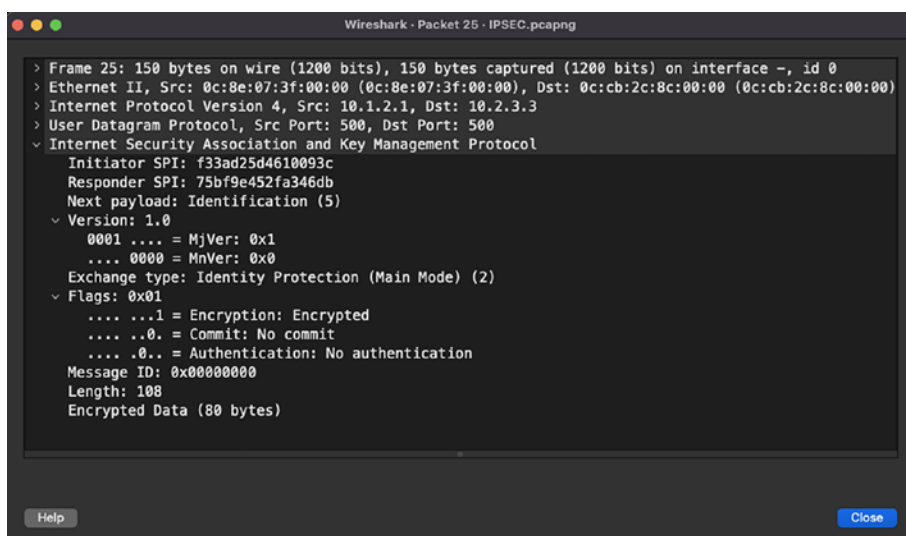 Wireshark · Packet 25 · IPSEC.pcapng
> Frame 25: 150 bytes on wire (1200 bits), 150 bytes captured (1200 bits) on interface -, id 0
> Ethernet II, Src: 0c:8e:07:3f:00:00 (0c:8e:07:3f:00:00), Dst: 0c:cb:2c:8c:00:00 (0c:cb:2c:8c:00:00)
> Internet Protocol Version 4, Src: 10.1.2.1, Dst: 10.2.3.3
> User Datagram Protocol, Src Port: 500, Dst Port: 500
Internet Security Association and Key Management Protocol
Initiator SPI: f33ad25d4610093c
Responder SPI: 75bf9e452fa346db
Next payload: Identification (5)
Version: 1.0
0001 .... = MjVer: 0x1
.... 0000 = MnVer: 0x0
Exchange type: Identity Protection (Main Mode) (2)
Flags: 0x01
.... ...1 = Encryption: Encrypted
.... ..0. = Commit: No commit
.... .0.. = Authentication: No authentication
Message ID: 0x00000000
Length: 108
Encrypted Data (80 bytes)
Help
Close